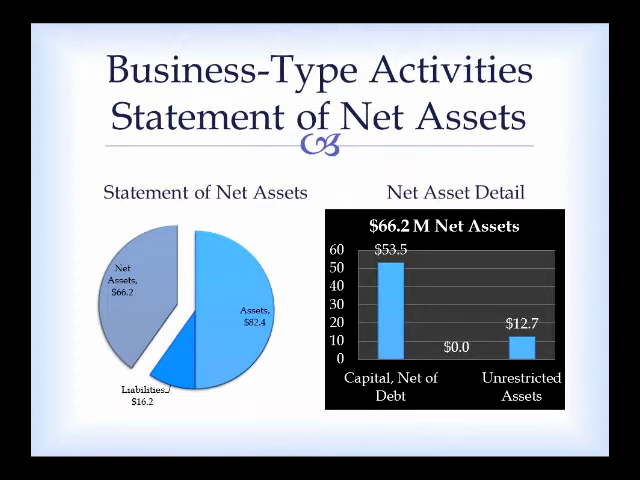 Business-Type Activities
Statement of Net Assets
Statement of Net Assets
Net Asset Detail
Net
Assets,
$66.2
Assets,
$82.4
Liabilities,
$16.2
$66.2 M Net Assets
60
50
40
30
20
10
0
$53.5
$0.0
$12.7
Capital, Net of
Debt
Unrestricted
Assets